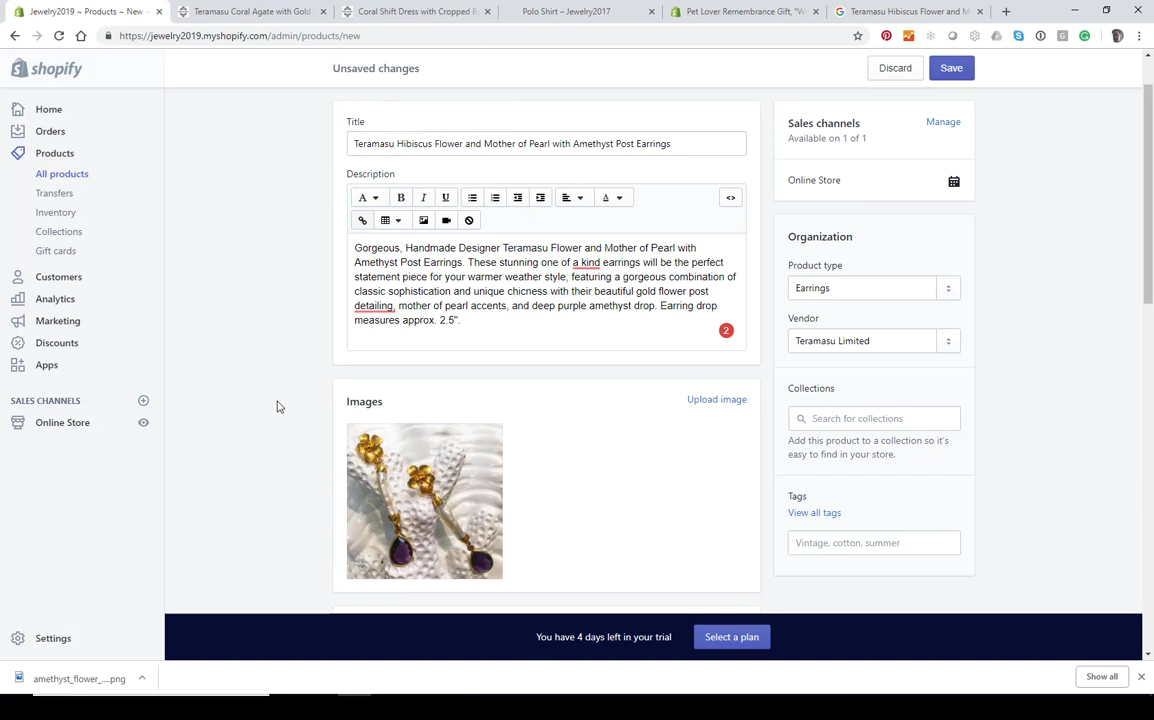 Jewelry2019 ~ Products ~ New -
Teramasu Coral Agate with Gold
Coral Shift Dress with Cropped B
Polo Shirt – Jewelry2017
Pet Lover Remembrance Gift, "W
Teramasu Hibiscus Flower and M
https://jewelry2019.myshopify.com/admin/products/new
shopify
Unsaved changes
Discard
Save
Home
Orders
Products
All products
Transfers
Inventory
Collections
Gift cards
Customers
Analytics
Marketing
Discounts
Apps
SALES CHANNELS
Online Store
Settings
Title
Teramasu Hibiscus Flower and Mother of Pearl with Amethyst Post Earrings
Description
A B I U A <>
Gorgeous, Handmade Designer Teramasu Flower and Mother of Pearl with
Amethyst Post Earrings. These stunning one of a kind earrings will be the perfect
statement piece for your warmer weather style, featuring a gorgeous combination of
classic sophistication and unique chicness with their beautiful gold flower post
detailing, mother of pearl accents, and deep purple amethyst drop. Earring drop
measures approx. 2.5".
2
Images
Upload image
Sales channels
Manage
Available on 1 of 1
Online Store
Organization
Product type
Earrings
Vendor
Teramasu Limited
Collections
Search for collections
Add this product to a collection so it's
easy to find in your store.
Tags
View all tags
Vintage, cotton, summer
You have 4 days left in your trial
Select a plan
amethyst_flower_....png
Show all